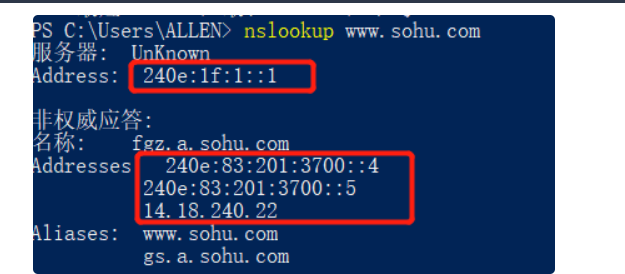 PS C:\Users\ALLEN> nslookup www.sohu.com
服务器: UnKnown
Address: 240e:1f:1::1
非权威应答:
名称: fgz.a.sohu.com
Addresses 240e:83:201:3700::4
240e:83:201:3700::5
14.18.240.22
Aliases: www.sohu.com
gs.a.sohu.com